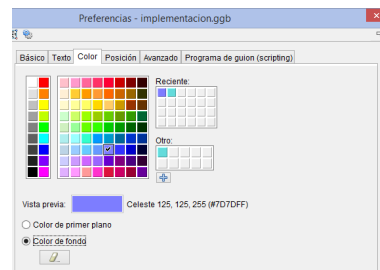 Preferencias - implementacion.ggb
Básico Texto Color Posición Avanzado Programa de guion (scripting)
Reciente:
Otro:
Vista previa: Celeste 125, 125, 255 (#7D7DFF)
Color de primer plano
Color de fondo